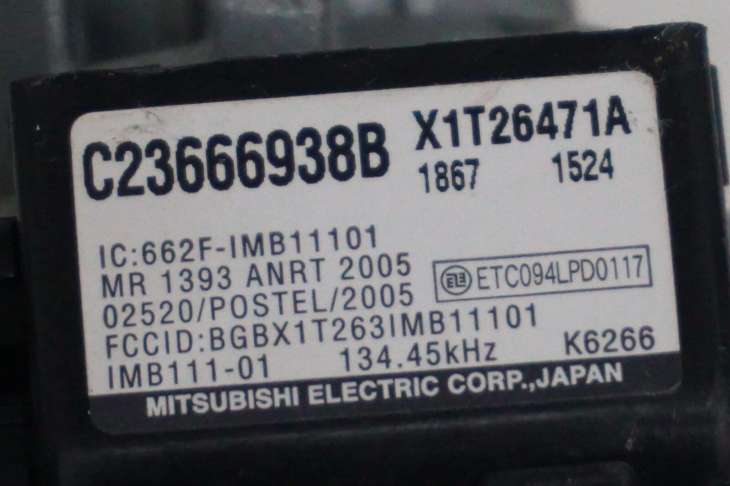 C23666938B X1T26471A
1867 1524
IC:662F-IMB11101
MR 1393 ANRT 2005
02520/POSTEL/2005
ETC094LPD0117
FCCID:BGBX1T263IMB11101
IMB111-01 134.45kHz K6266
MITSUBISHI ELECTRIC CORP.,JAPAN